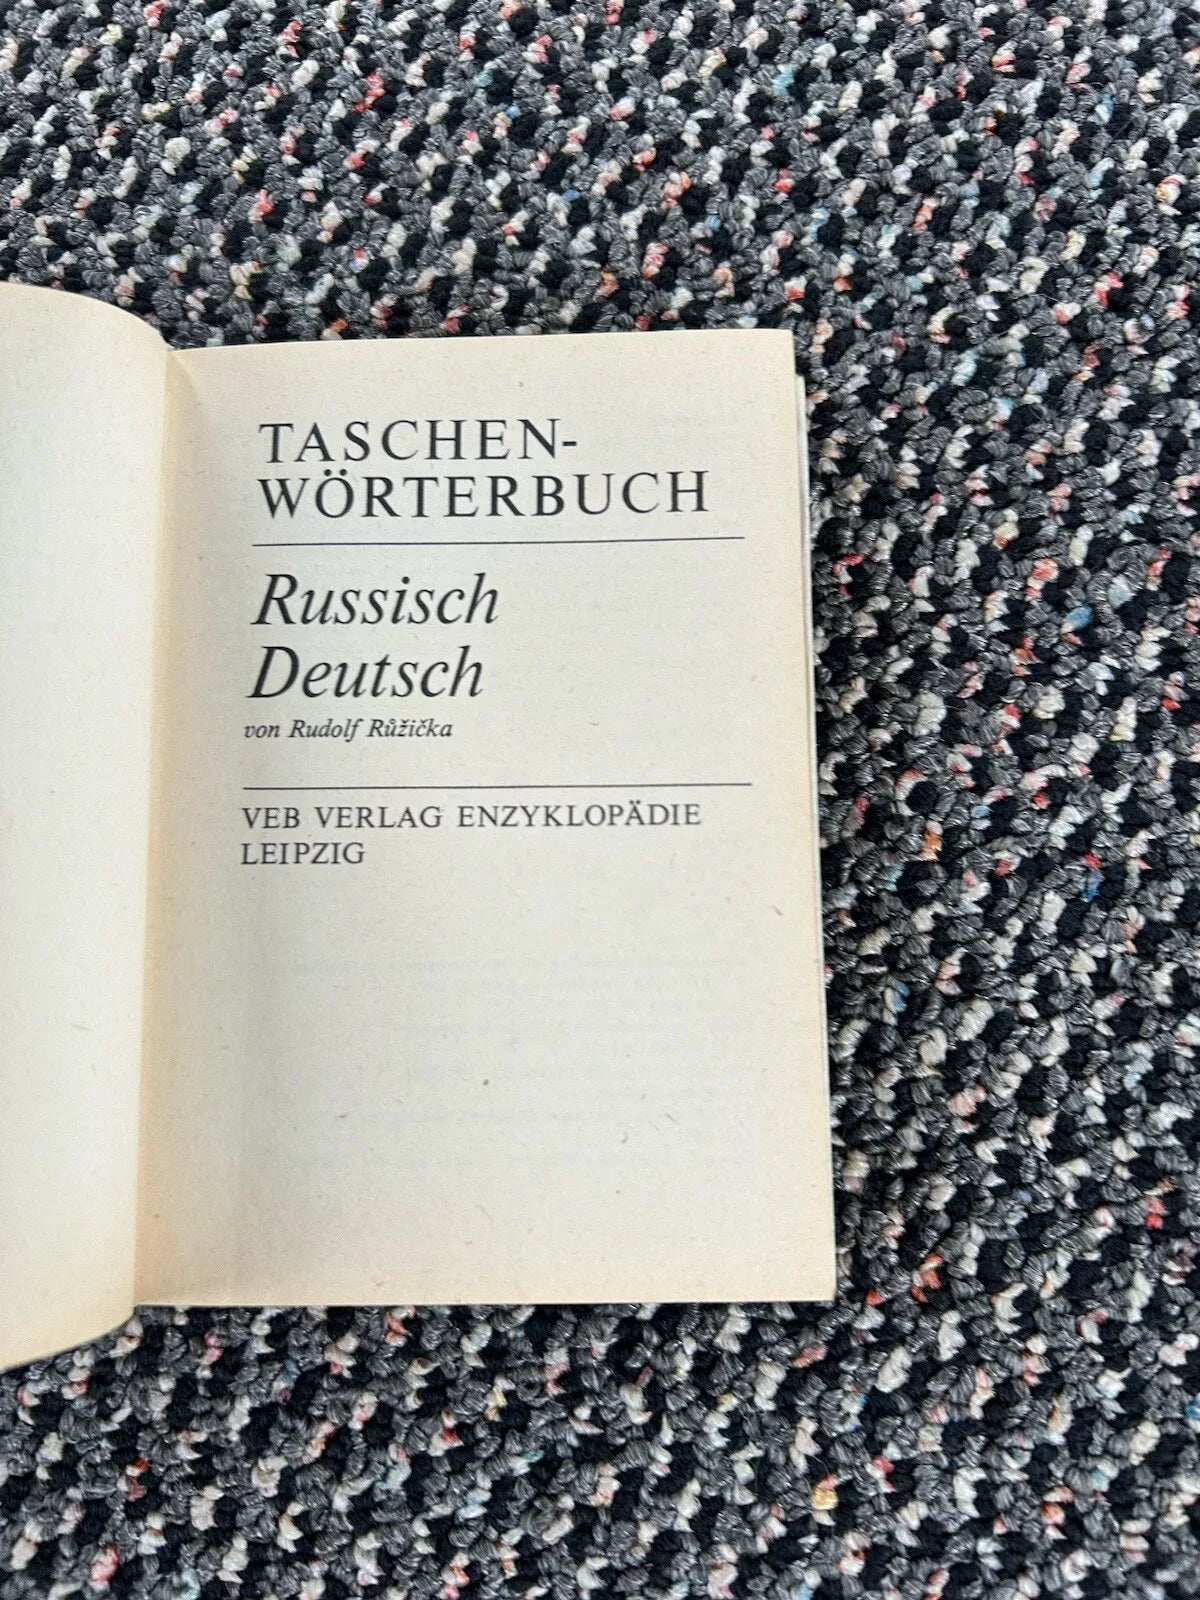 TASCHEN-
WÖRTERBUCH
Russisch
Deutsch
von Rudolf Růžička
VEB VERLAG ENZYKLOPÄDIE
LEIPZIG